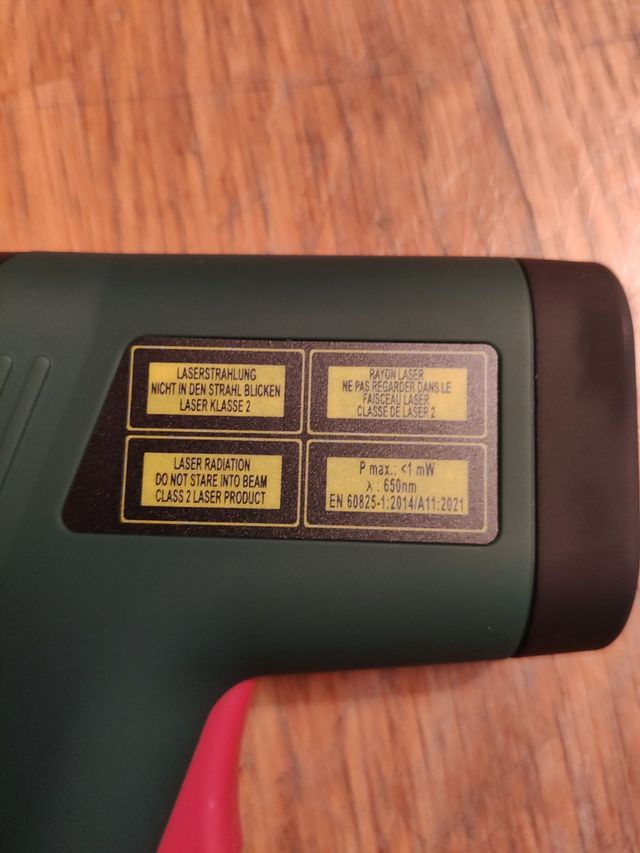 LASERSTRAHLUNG
NICHT IN DEN STRAHL BLICKEN
LASER KLASSE 2
RAYON LASER
NE PAS REGARDER DANS LE
FAISCEAU LASER
CLASSE DE LASER 2
LASER RADIATION
DO NOT STARE INTO BEAM
CLASS 2 LASER PRODUCT
P max.: <1 mW
λ : 650nm
EN 60825-1:2014/A11:2021